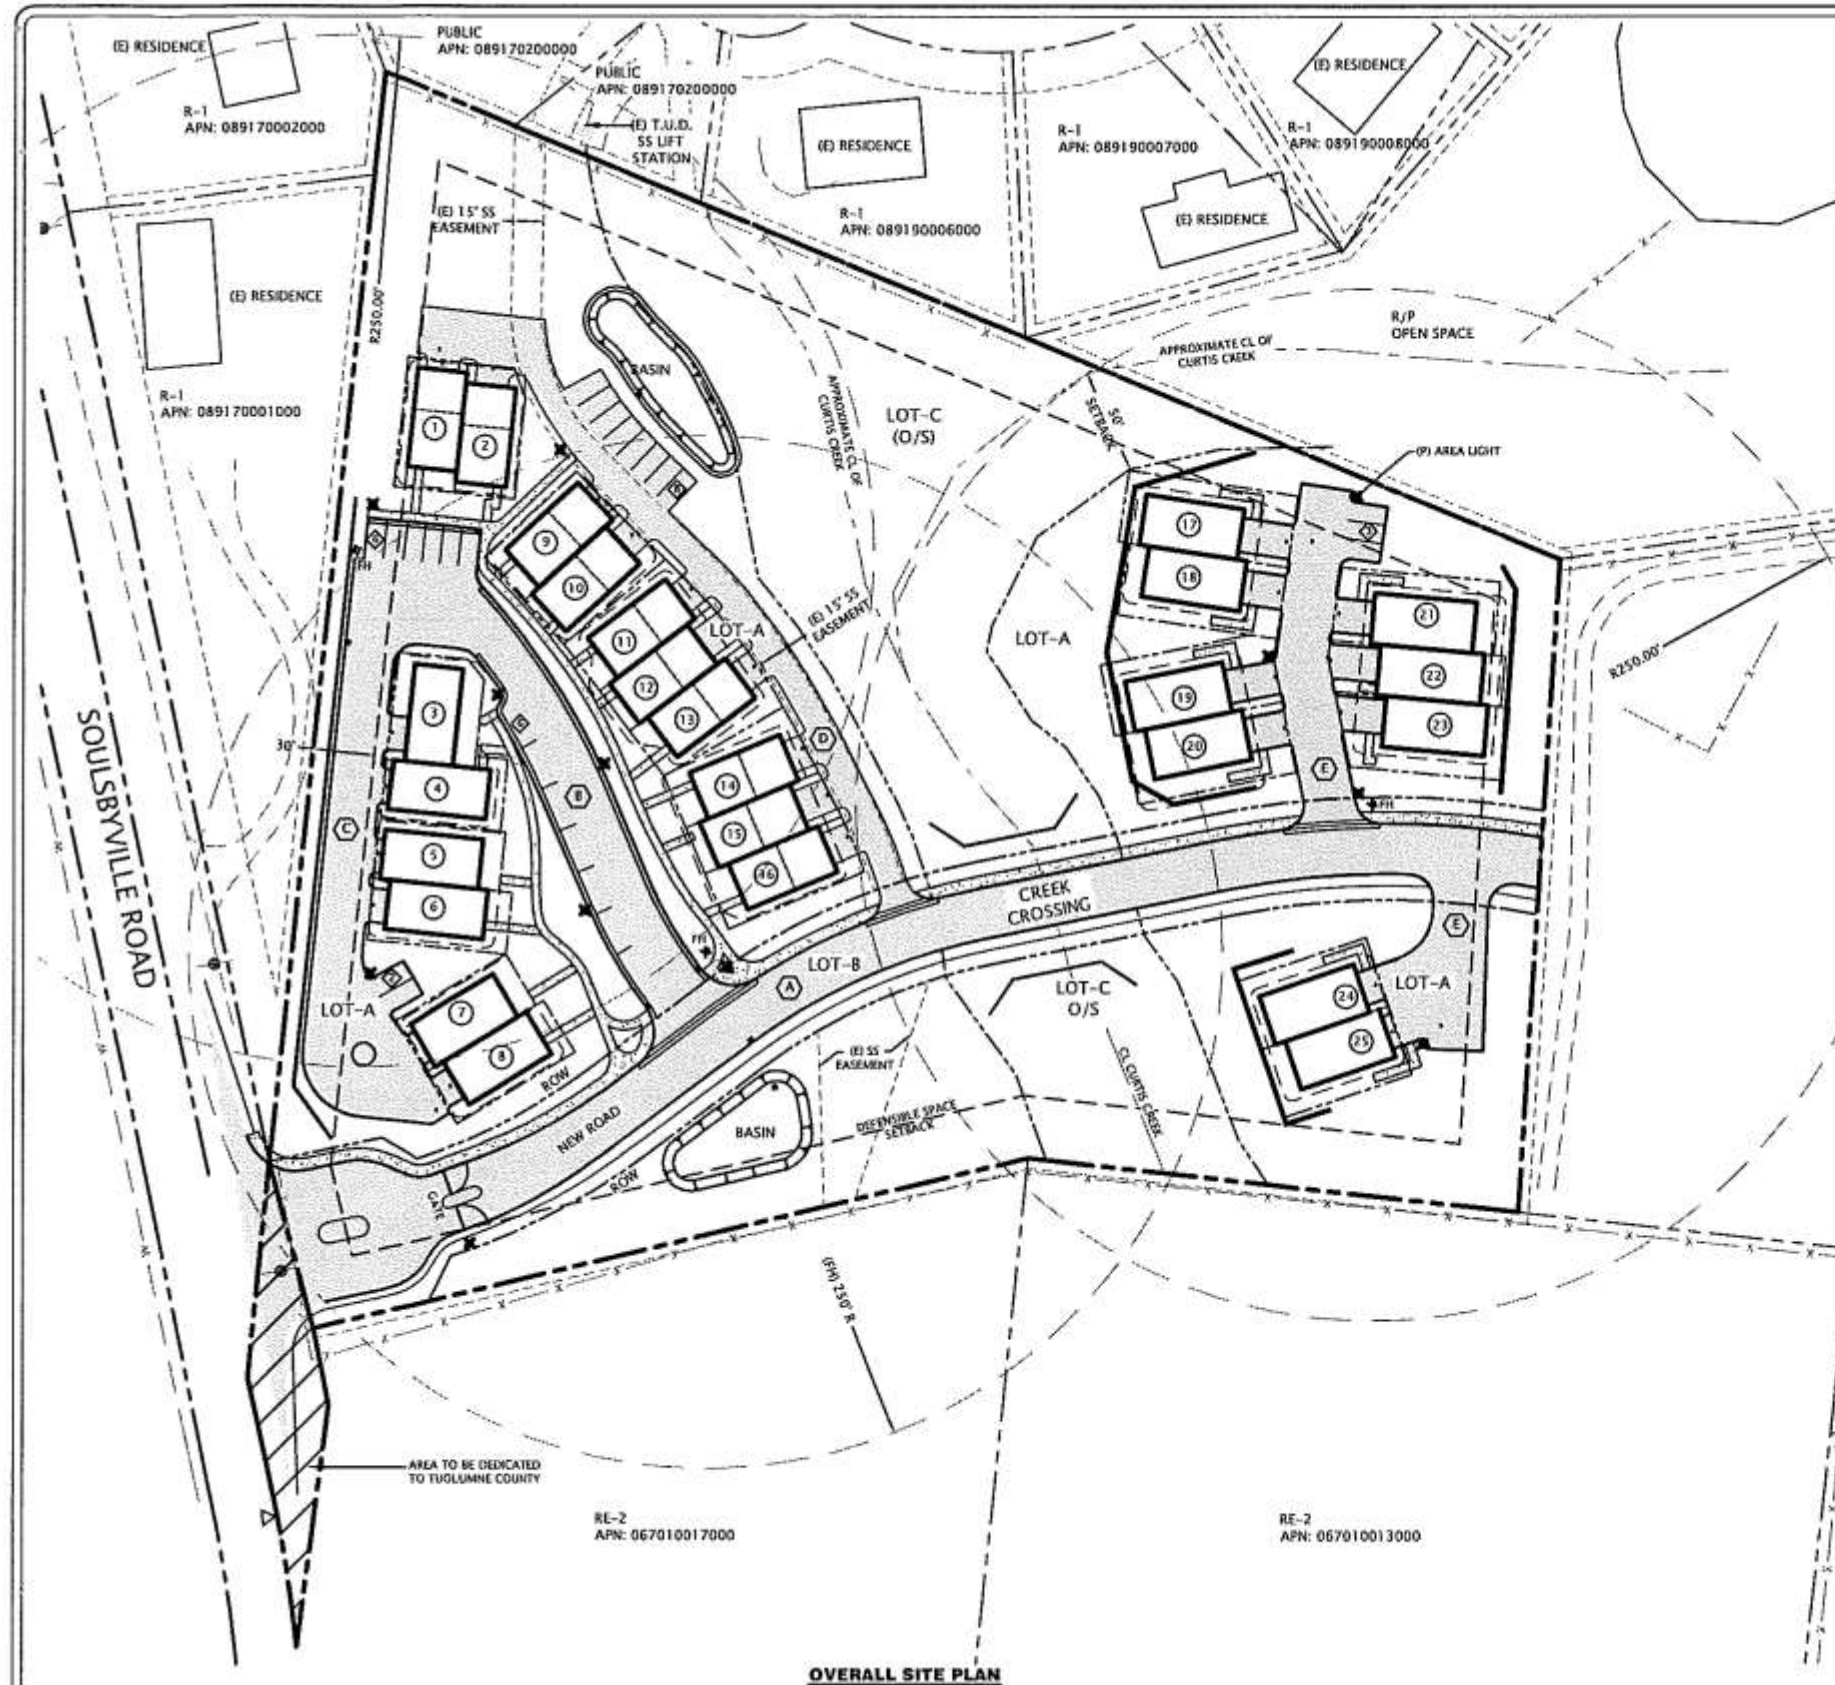 (E) RESIDENCE
PUBLIC
APN: 089170200000
PUBLIC
APN: 089170200000
(E) RESIDENCE
R-1
APN: 089170002000
(E) T.U.D.
SS LIFT
STATION
(E) RESIDENCE
R-1
APN: 089190007000
R-1
APN: 089190008000
(E) 15' SS
EASEMENT
R-1
APN: 089190006000
(E) RESIDENCE
(E) RESIDENCE
R250.00'
R/P
OPEN SPACE
APPROXIMATE CL OF
CURTIS CREEK
BASIN
APPROXIMATE CL OF
CURTIS CREEK
R-1
APN: 089170001000
LOT-C
(O/S)
50'
SETBACK
(P) AREA LIGHT
1
2
17
9
FH
10
18
(E) 15' SS
EASEMENT
11
LOT-A
LOT-A
21
12
22
R250.00'
3
13
19
23
SOULSBYVILLE ROAD
30'
G
D
20
4
B
14
E
FH
C
15
5
16
CREEK
CROSSING
6
FH
E
LOT-B
A
LOT-C
O/S
24
LOT-A
LOT-A
7
8
25
(E) SS
EASEMENT
ROW
CL CURTIS CREEK
NEW ROAD
BASIN
DEFENSIBLE SPACE
SETBACK
ROW
GATE
(FH) 250' R
AREA TO BE DEDICATED
TO TUOLUMNE COUNTY
RE-2
APN: 067010017000
RE-2
APN: 067010013000
OVERALL SITE PLAN